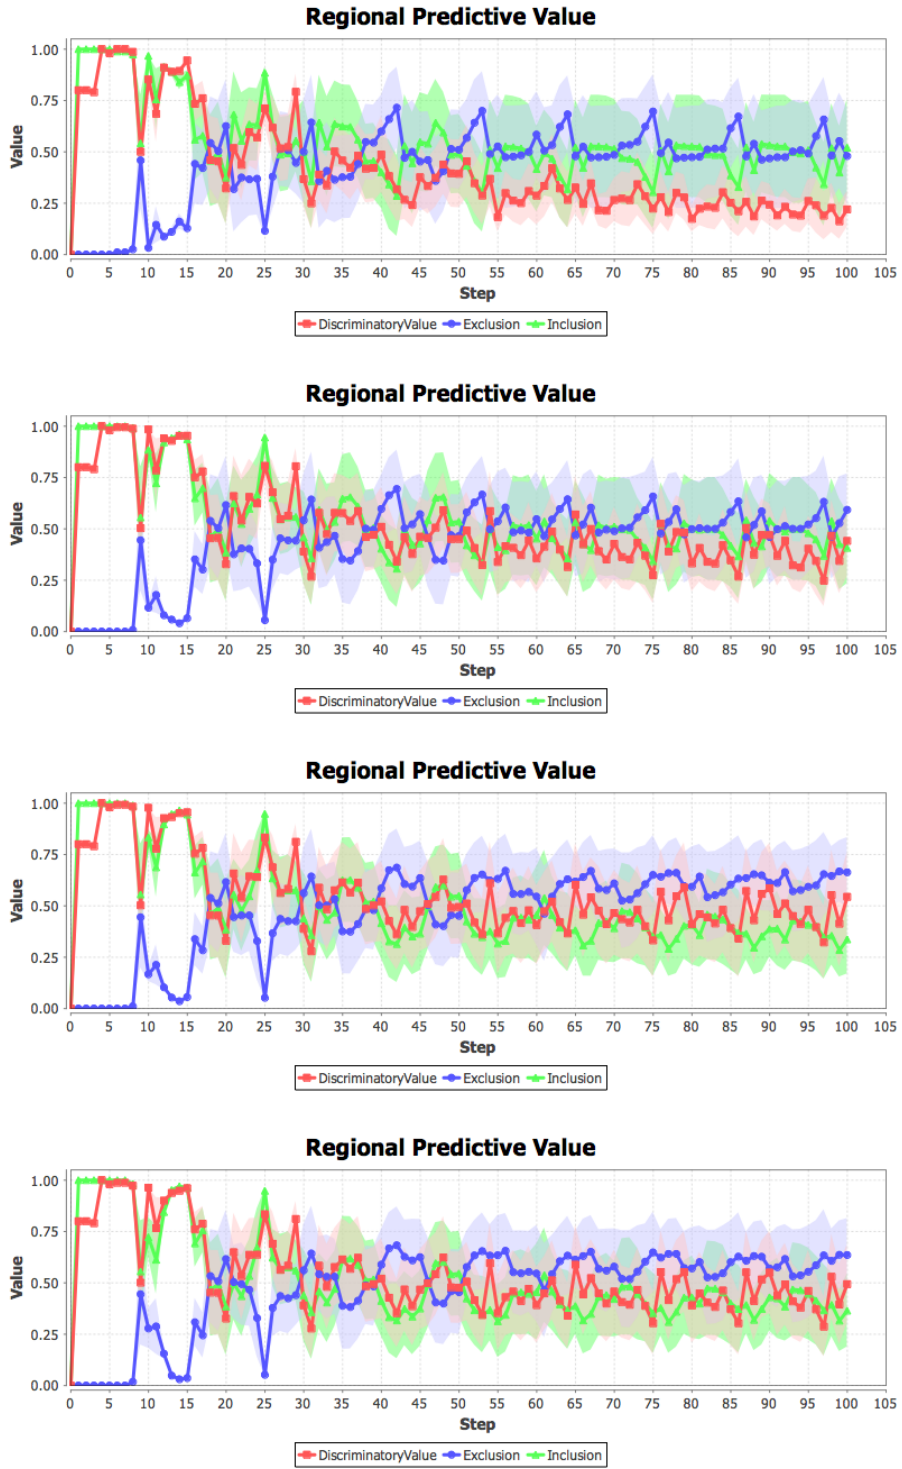 Regional Predictive Value
1.00
0.75
0.50
0.25
0.00
Value
0 5 10 15 20 25 30 35 40 45 50 55 60 65 70 75 80 85 90 95 100 105
Step
DiscriminatoryValue Exclusion Inclusion
Regional Predictive Value
1.00
0.75
0.50
0.25
0.00
Value
0 5 10 15 20 25 30 35 40 45 50 55 60 65 70 75 80 85 90 95 100 105
Step
DiscriminatoryValue Exclusion Inclusion
Regional Predictive Value
1.00
0.75
0.50
0.25
0.00
Value
0 5 10 15 20 25 30 35 40 45 50 55 60 65 70 75 80 85 90 95 100 105
Step
DiscriminatoryValue Exclusion Inclusion
Regional Predictive Value
1.00
0.75
0.50
0.25
0.00
Value
0 5 10 15 20 25 30 35 40 45 50 55 60 65 70 75 80 85 90 95 100 105
Step
DiscriminatoryValue Exclusion Inclusion